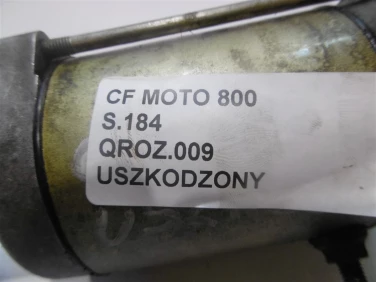 CF MOTO 800
S.184
QROZ.009
USZKODZONY